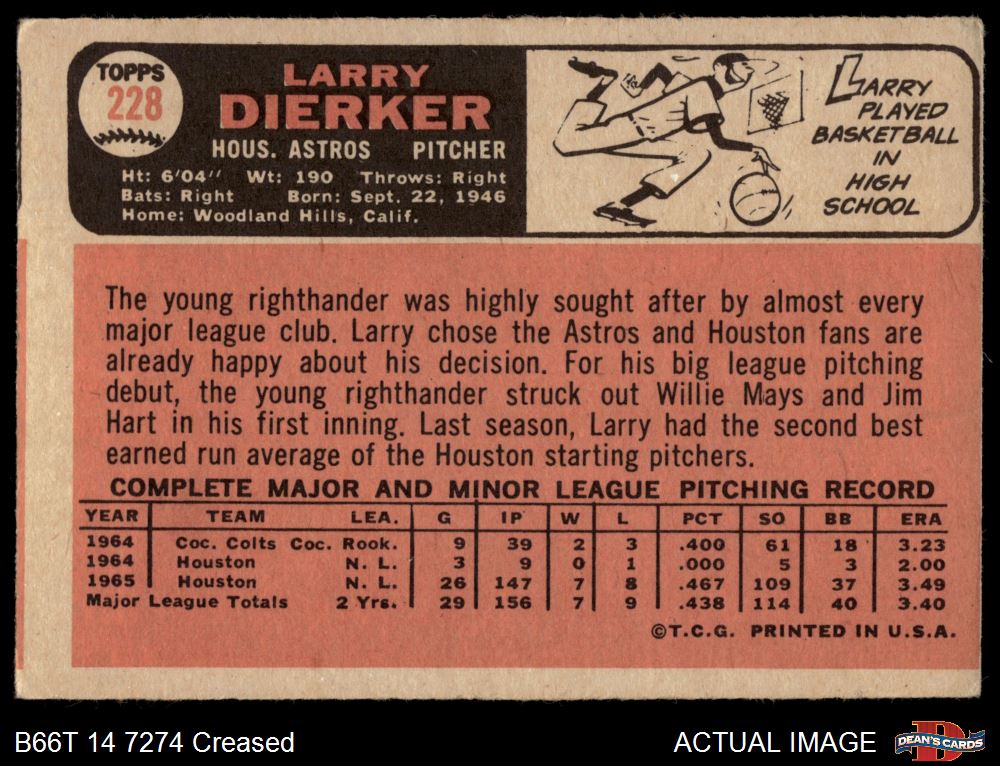 TOPPS
228
LARRY
DIERKER
HOUS. ASTROS PITCHER
Ht: 6'04" Wt: 190 Throws: Right
Bats: Right Born: Sept. 22, 1946
Home: Woodland Hills, Calif.
LARRY
PLAYED
BASKETBALL
IN
HIGH
SCHOOL
The young righthander was highly sought after by almost every
major league club. Larry chose the Astros and Houston fans are
already happy about his decision. For his big league pitching
debut, the young righthander struck out Willie Mays and Jim
Hart in his first inning. Last season, Larry had the second best
earned run average of the Houston starting pitchers.
COMPLETE MAJOR AND MINOR LEAGUE PITCHING RECORD
YEAR TEAM LEA. G IP W L PCT SO BB ERA
1964 Coc. Colts Coc. Rook. 9 39 2 3 .400 61 18 3.23
1964 Houston N. L. 3 9 0 1 .000 5 3 2.00
1965 Houston N. L. 26 147 7 8 .467 109 37 3.49
Major League Totals 2 Yrs. 29 156 7 9 .438 114 40 3.40
©T.C.G. PRINTED IN U.S.A.
B66T 14 7274 Creased
ACTUAL IMAGE
DEAN'S CARDS